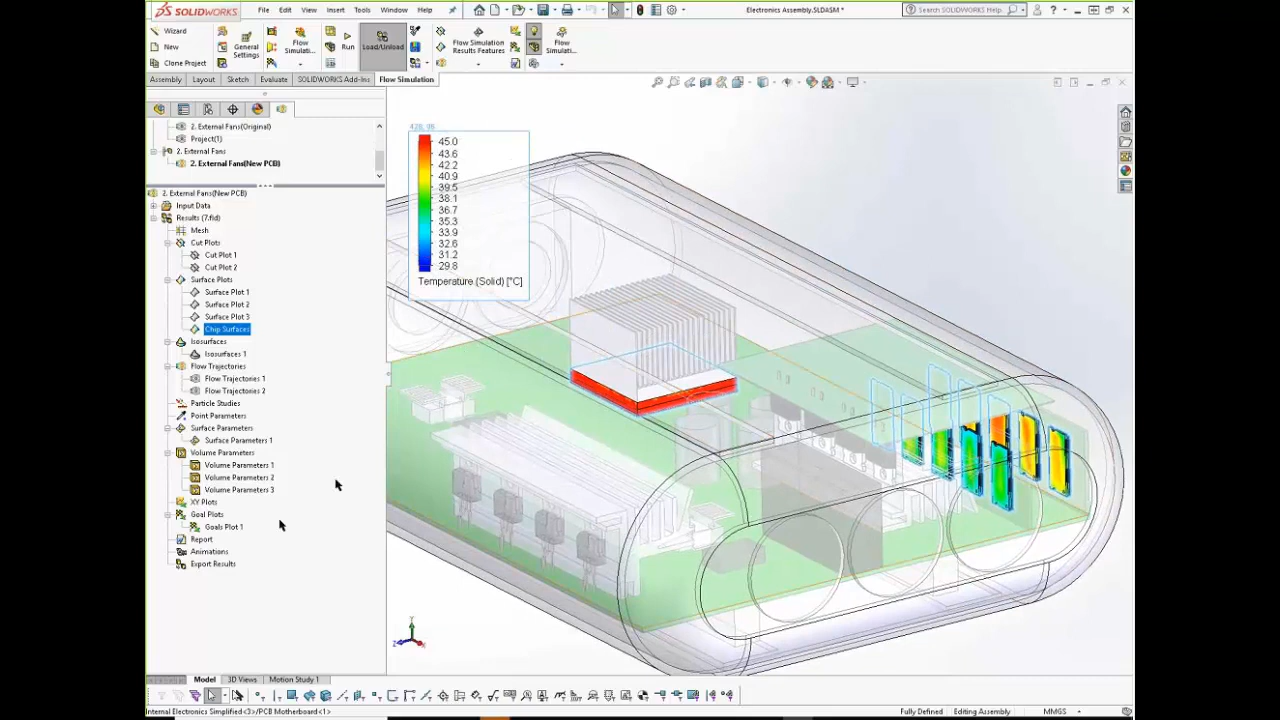 SOLIDWORKS File Edit View Insert Tools Window Help Electronics Assembly.SLDASM * Search SOLIDWORKS Help
Wizard
New
Clone Project
General Settings
Flow Simulati...
Run
Load/Unload
Flow Simulation Results Features
Flow Simulati...
Assembly Layout Sketch Evaluate SOLIDWORKS Add-Ins Flow Simulation
2. External Fans(Original)
Project(1)
2. External Fans
2. External Fans(New PCB)
2. External Fans(New PCB)
Input Data
Results (7.fld)
Mesh
Cut Plots
Cut Plot 1
Cut Plot 2
Surface Plots
Surface Plot 1
Surface Plot 2
Surface Plot 3
Chip Surfaces
Isosurfaces
Isosurfaces 1
Flow Trajectories
Flow Trajectories 1
Flow Trajectories 2
Particle Studies
Point Parameters
Surface Parameters
Surface Parameters 1
Volume Parameters
Volume Parameters 1
Volume Parameters 2
Volume Parameters 3
XY Plots
Goal Plots
Goals Plot 1
Report
Animations
Export Results
45.0
43.6
42.2
40.9
39.5
38.1
36.7
35.3
33.9
32.6
31.2
29.8
Temperature (Solid) [°C]
Y
X
Z
Model 3D Views Motion Study 1
Internal Electronics Simplified<3>/PCB Motherboard<1> Fully Defined Editing Assembly MMGS